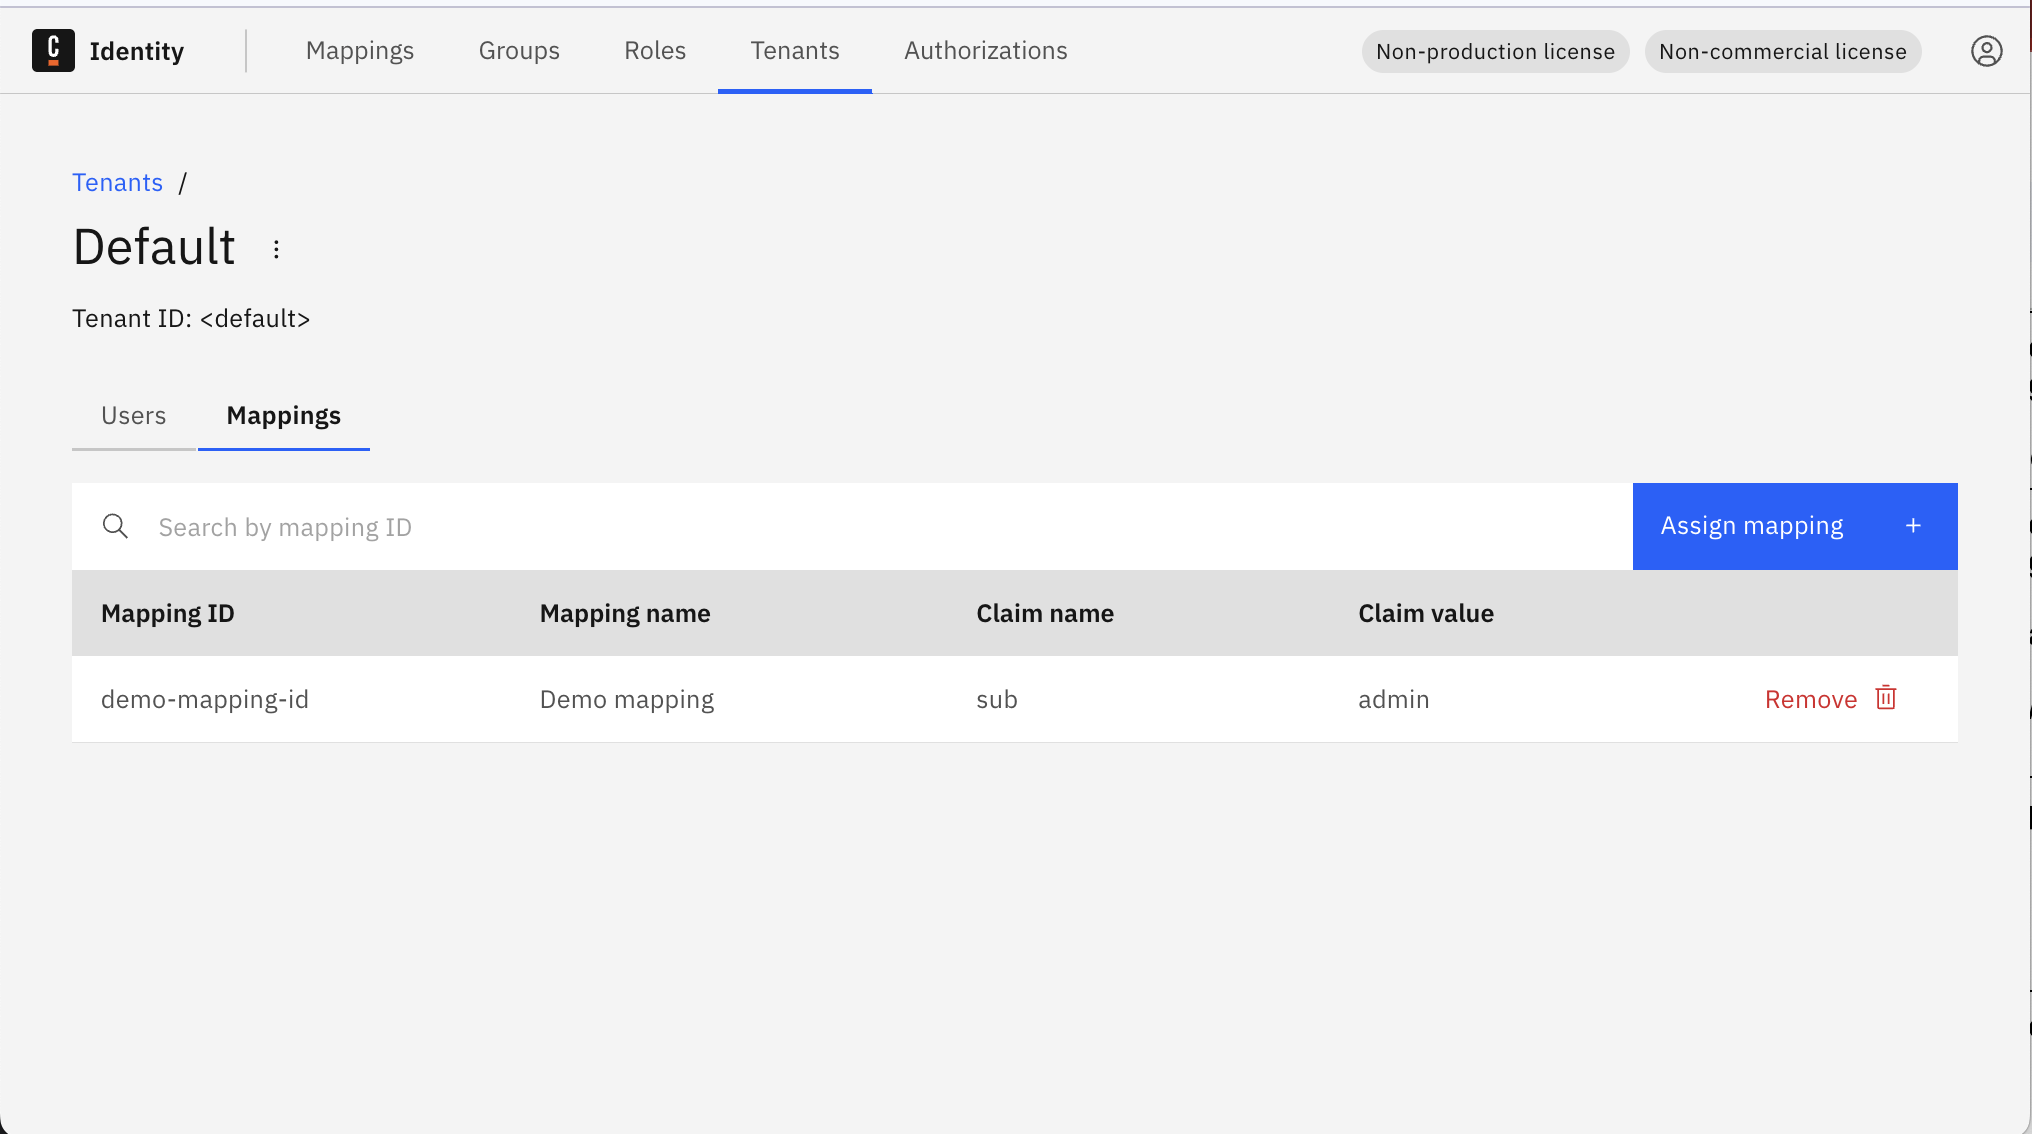 C Identity Mappings Groups Roles Tenants Authorizations Non-production license Non-commercial license
Tenants /
Default
Tenant ID: <default>
Users Mappings
Search by mapping ID Assign mapping +
Mapping ID Mapping name Claim name Claim value
demo-mapping-id Demo mapping sub admin Remove